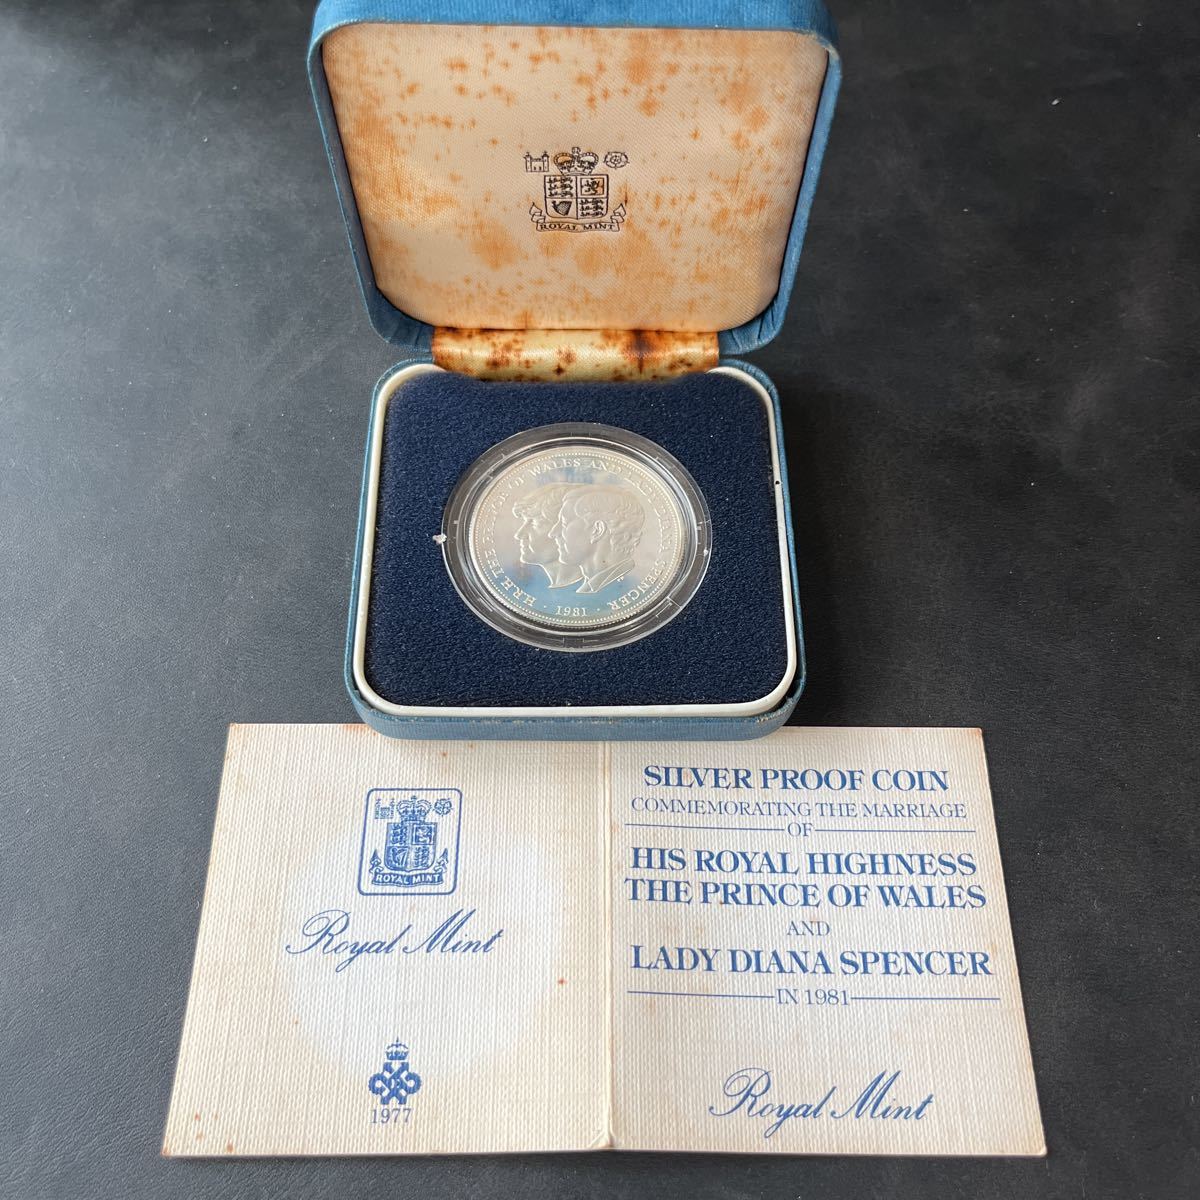 ROYAL MINT
H.R.H. THE PRINCE OF WALES AND LADY DIANA SPENCER
· 1981 ·
ROYAL MINT
Royal Mint
1977
SILVER PROOF COIN
COMMEMORATING THE MARRIAGE
OF
HIS ROYAL HIGHNESS
THE PRINCE OF WALES
AND
LADY DIANA SPENCER
IN 1981
Royal Mint